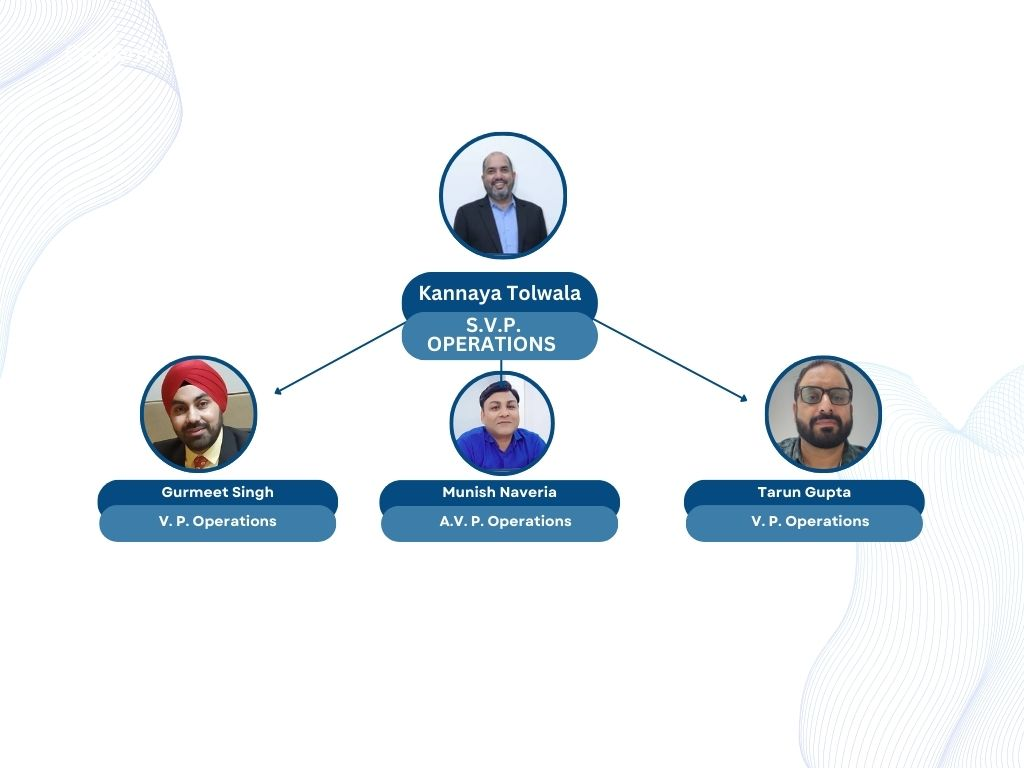 Kannaya Tolwala
S.V.P.
OPERATIONS
Gurmeet Singh
V. P. Operations
Munish Naveria
A.V. P. Operations
Tarun Gupta
V. P. Operations